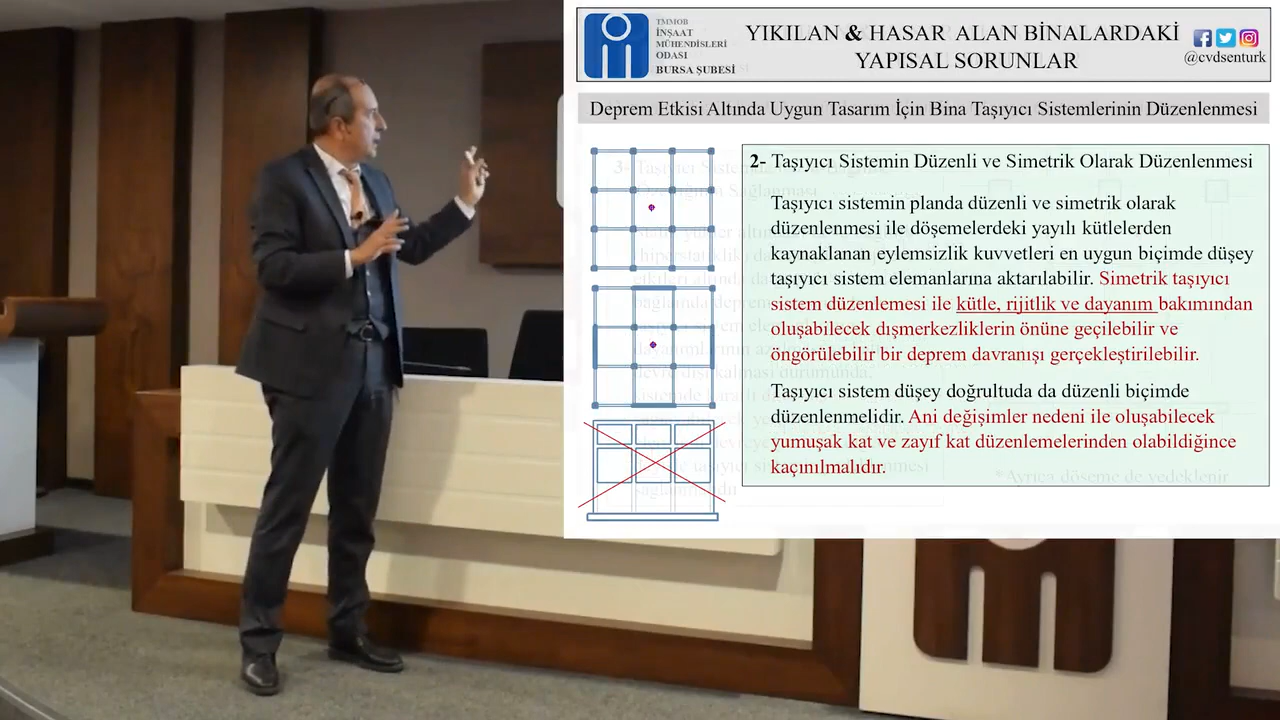 TMMOB
İNŞAAT
MÜHENDİSLERİ
ODASI
BURSA ŞUBESİ
YIKILAN & HASAR ALAN BİNALARDAKİ
YAPISAL SORUNLAR
@cvdsenturk
Deprem Etkisi Altında Uygun Tasarım İçin Bina Taşıyıcı Sistemlerinin Düzenlenmesi
2- Taşıyıcı Sistemin Düzenli ve Simetrik Olarak Düzenlenmesi
Taşıyıcı sistemin planda düzenli ve simetrik olarak
düzenlenmesi ile döşemelerdeki yayılı kütlelerden
kaynaklanan eylemsizlik kuvvetleri en uygun biçimde düşey
taşıyıcı sistem elemanlarına aktarılabilir. Simetrik taşıyıcı
sistem düzenlemesi ile kütle, rijitlik ve dayanım bakımından
oluşabilecek dışmerkezliklerin önüne geçilebilir ve
öngörülebilir bir deprem davranışı gerçekleştirilebilir.
Taşıyıcı sistem düşey doğrultuda da düzenli biçimde
düzenlenmelidir. Ani değişimler nedeni ile oluşabilecek
yumuşak kat ve zayıf kat düzenlemelerinden olabildiğince
kaçınılmalıdır.
*Ayrıca döşeme de yedeklenir